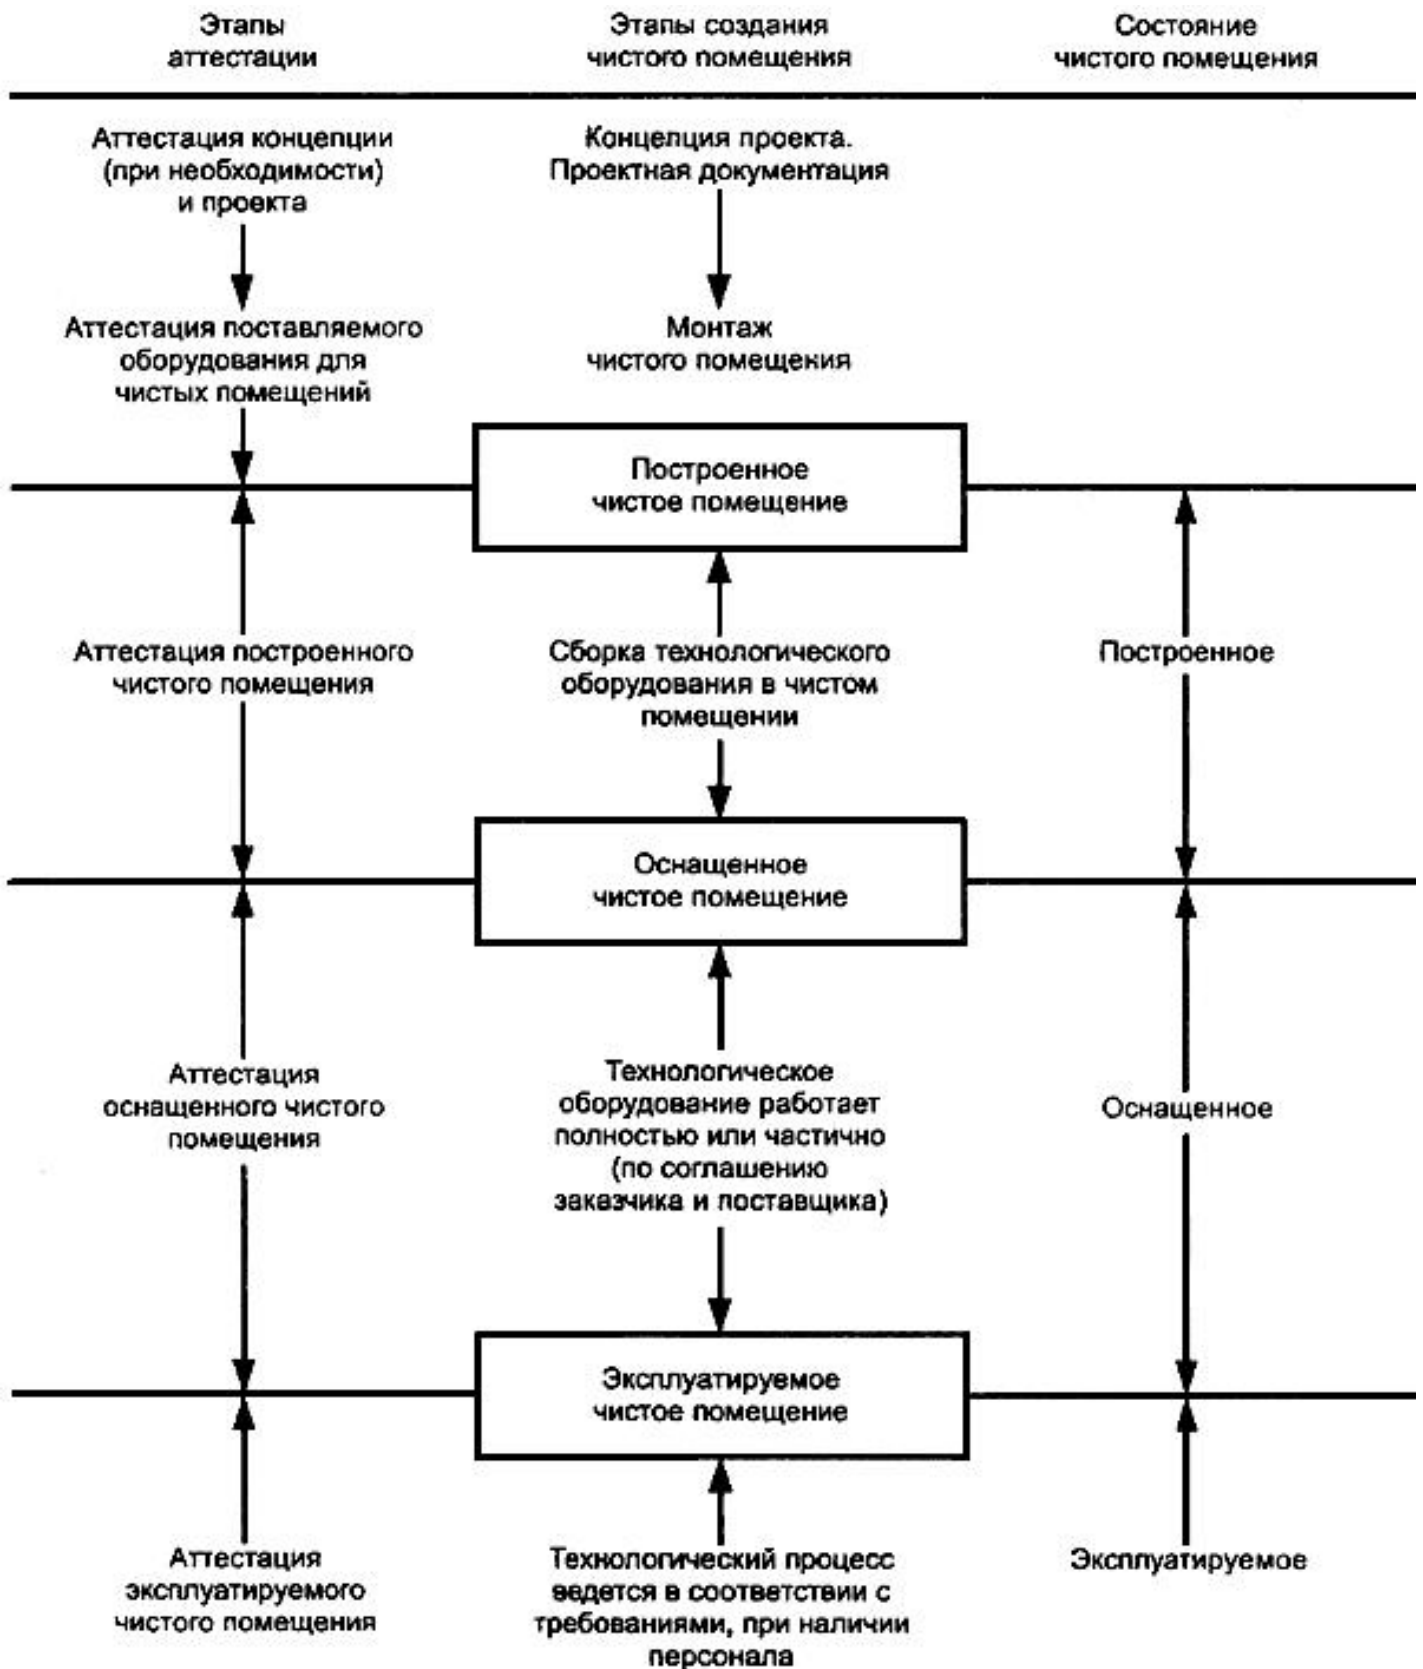 Этапы
аттестации
Этапы создания
чистого помещения
Состояние
чистого помещения
Аттестация концепции
(при необходимости)
и проекта
Концепция проекта.
Проектная документация
Аттестация поставляемого
оборудования для
чистых помещений
Монтаж
чистого помещения
Построенное
чистое помещение
Аттестация построенного
чистого помещения
Сборка технологического
оборудования в чистом
помещении
Построенное
Оснащенное
чистое помещение
Аттестация
оснащенного чистого
помещения
Технологическое
оборудование работает
полностью или частично
(по соглашению
заказчика и поставщика)
Оснащенное
Эксплуатируемое
чистое помещение
Аттестация
эксплуатируемого
чистого помещения
Технологический процесс
ведется в соответствии с
требованиями, при наличии
персонала
Эксплуатируемое